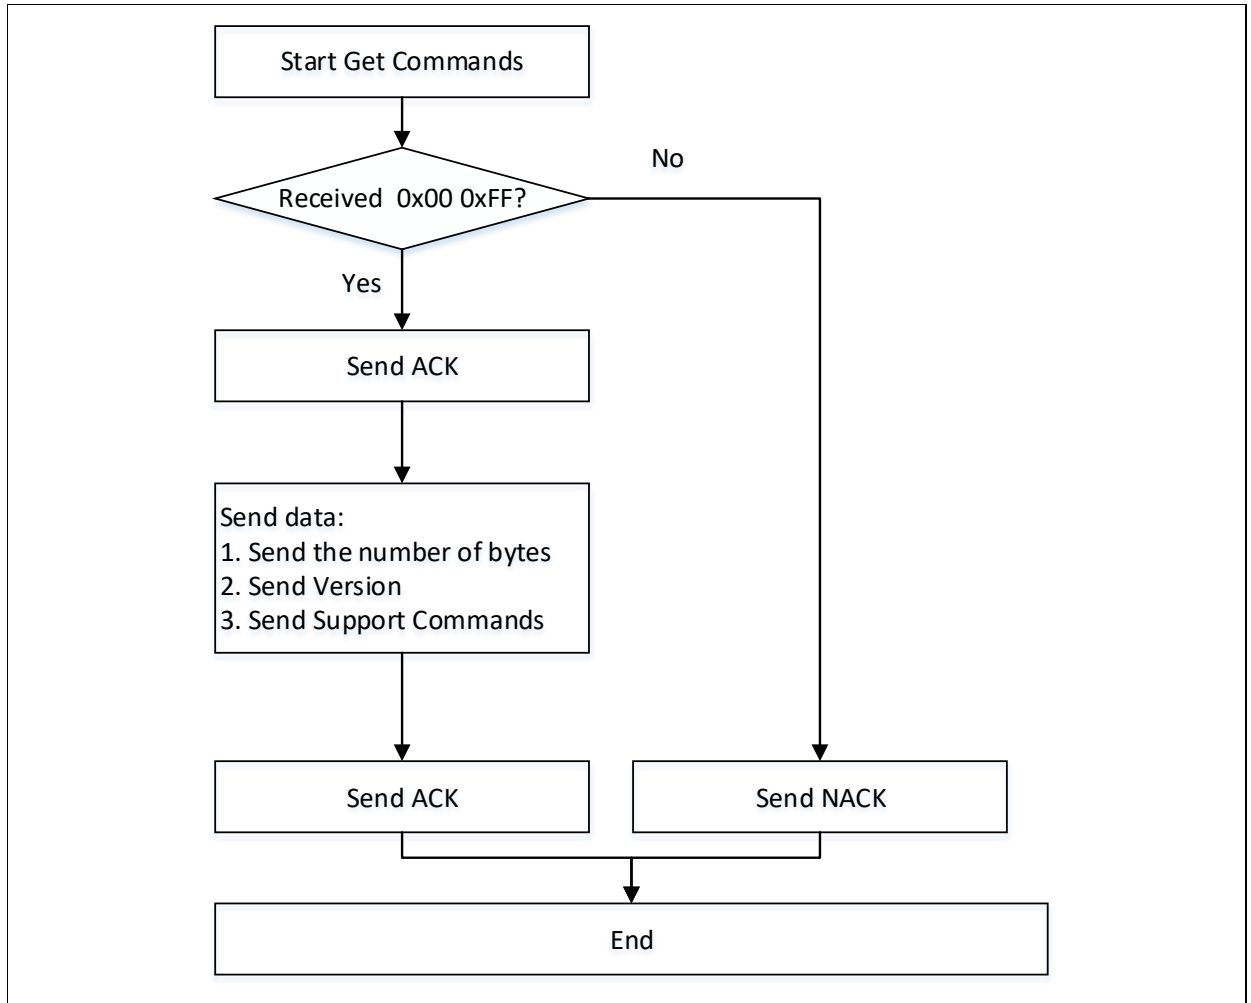 Start Get Commands
Received  0x00 0xFF?
No
Yes
Send ACK
Send data:
1. Send the number of bytes
2. Send Version
3. Send Support Commands
Send ACK
Send NACK
End